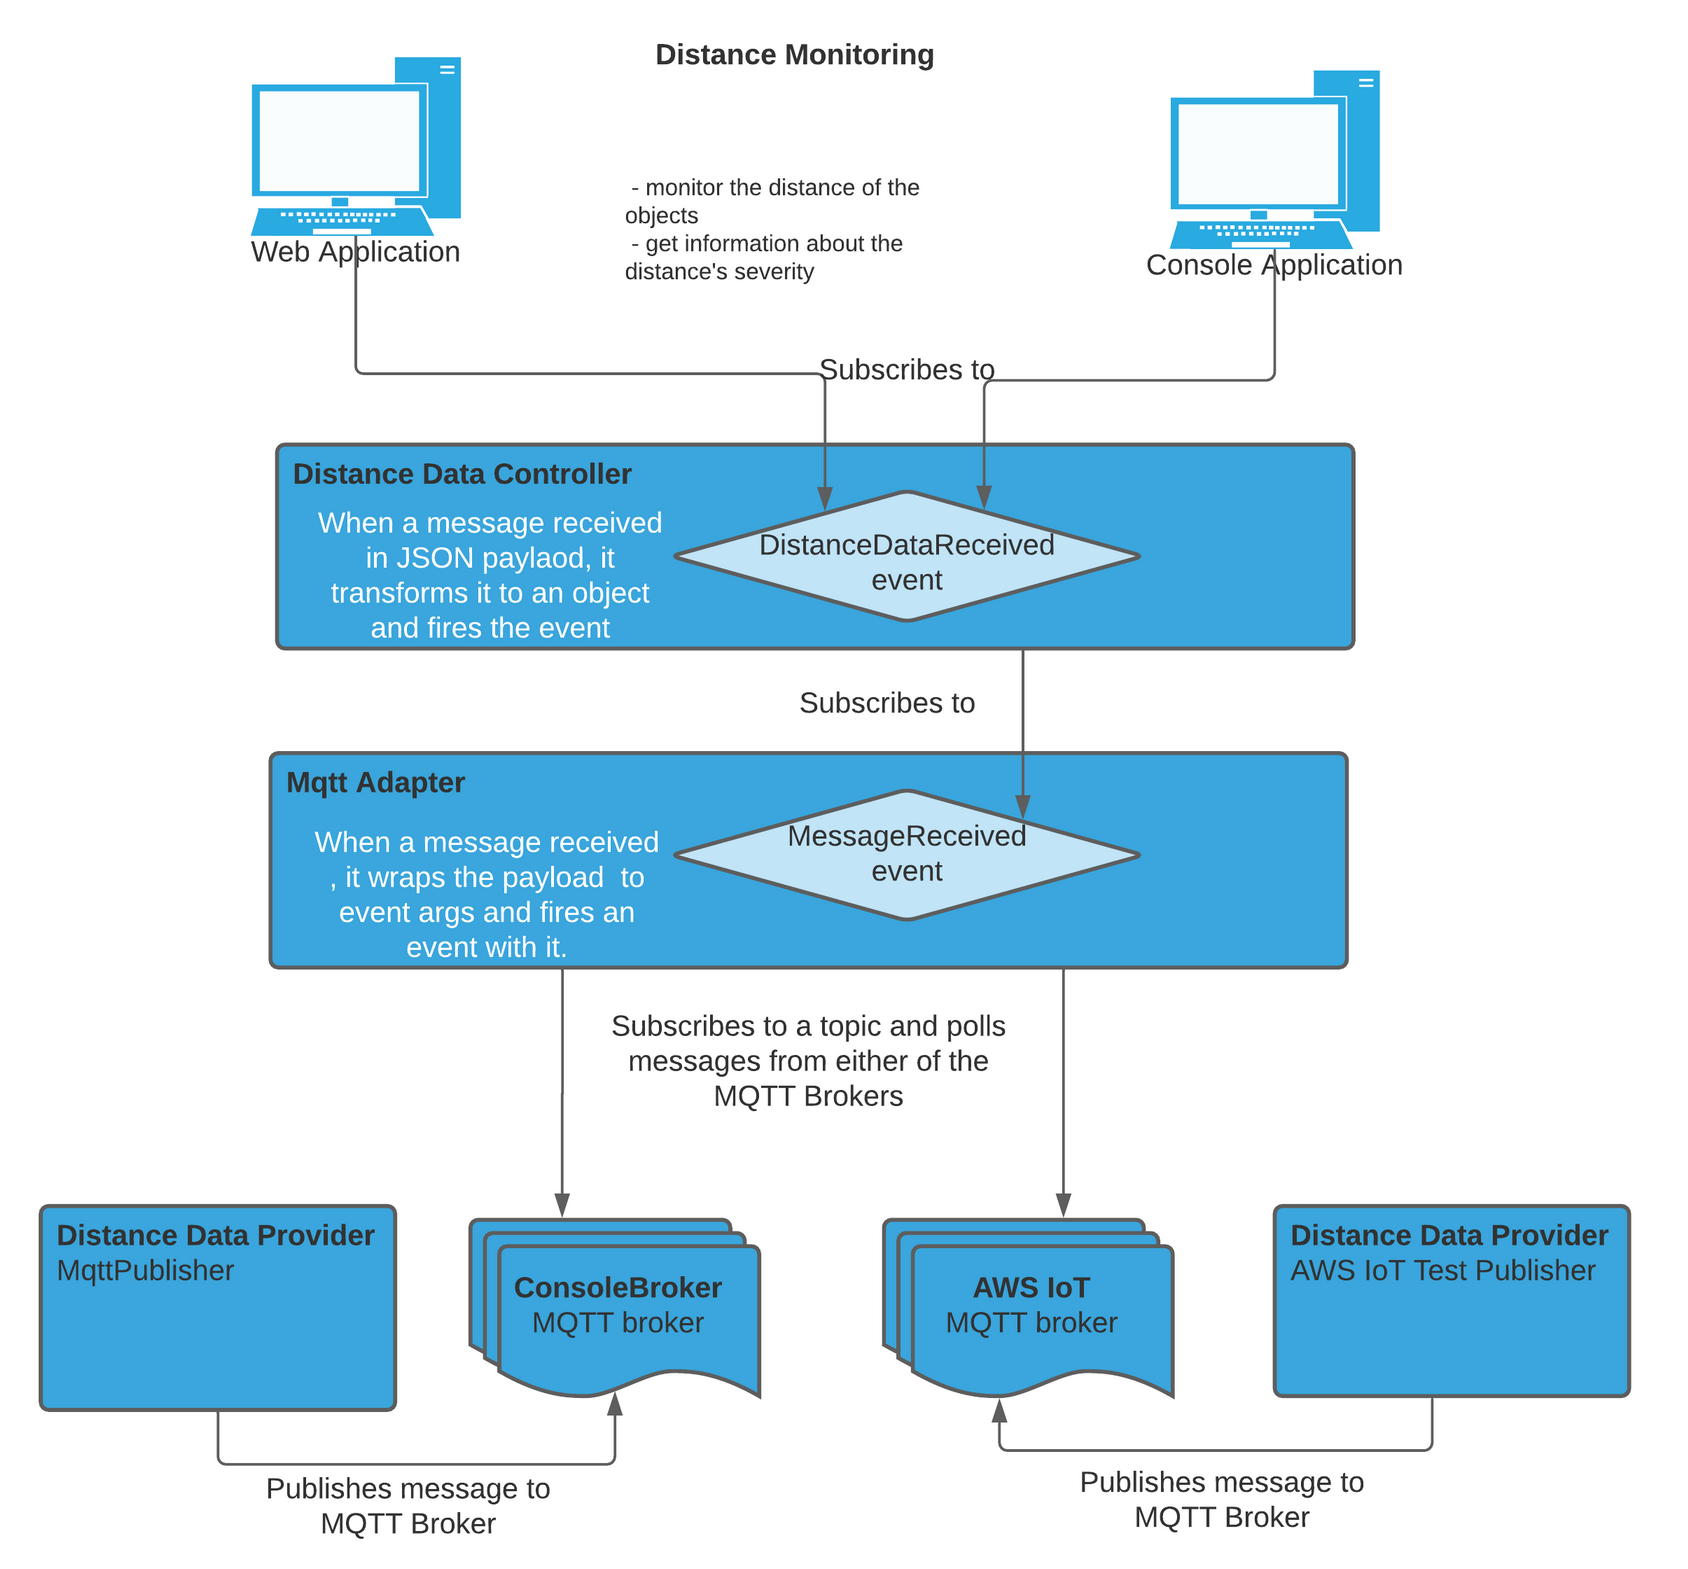 Distance Monitoring
- monitor the distance of the
objects
- get information about the
distance's severity
Web Application
Console Application
Subscribes to
Distance Data Controller
When a message received
in JSON paylaod, it
transforms it to an object
and fires the event
DistanceDataReceived
event
Subscribes to
Mqtt Adapter
When a message received
, it wraps the payload  to
event args and fires an
event with it.
MessageReceived
event
Subscribes to a topic and polls
messages from either of the
MQTT Brokers
Distance Data Provider
MqttPublisher
ConsoleBroker
MQTT broker
AWS IoT
MQTT broker
Distance Data Provider
AWS IoT Test Publisher
Publishes message to
MQTT Broker
Publishes message to
MQTT Broker